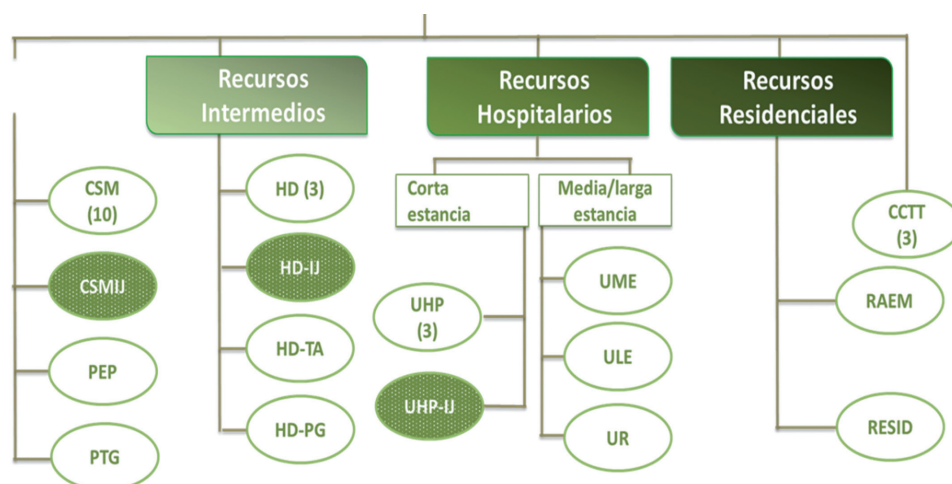 Recursos
Intermedios
Recursos
Hospitalarios
Recursos
Residenciales
CSM
(10)
CSMIJ
PEP
PTG
HD (3)
HD-IJ
HD-TA
HD-PG
Corta
estancia
Media/larga
estancia
UHP
(3)
UHP-IJ
UME
ULE
UR
CCTT
(3)
RAEM
RESID